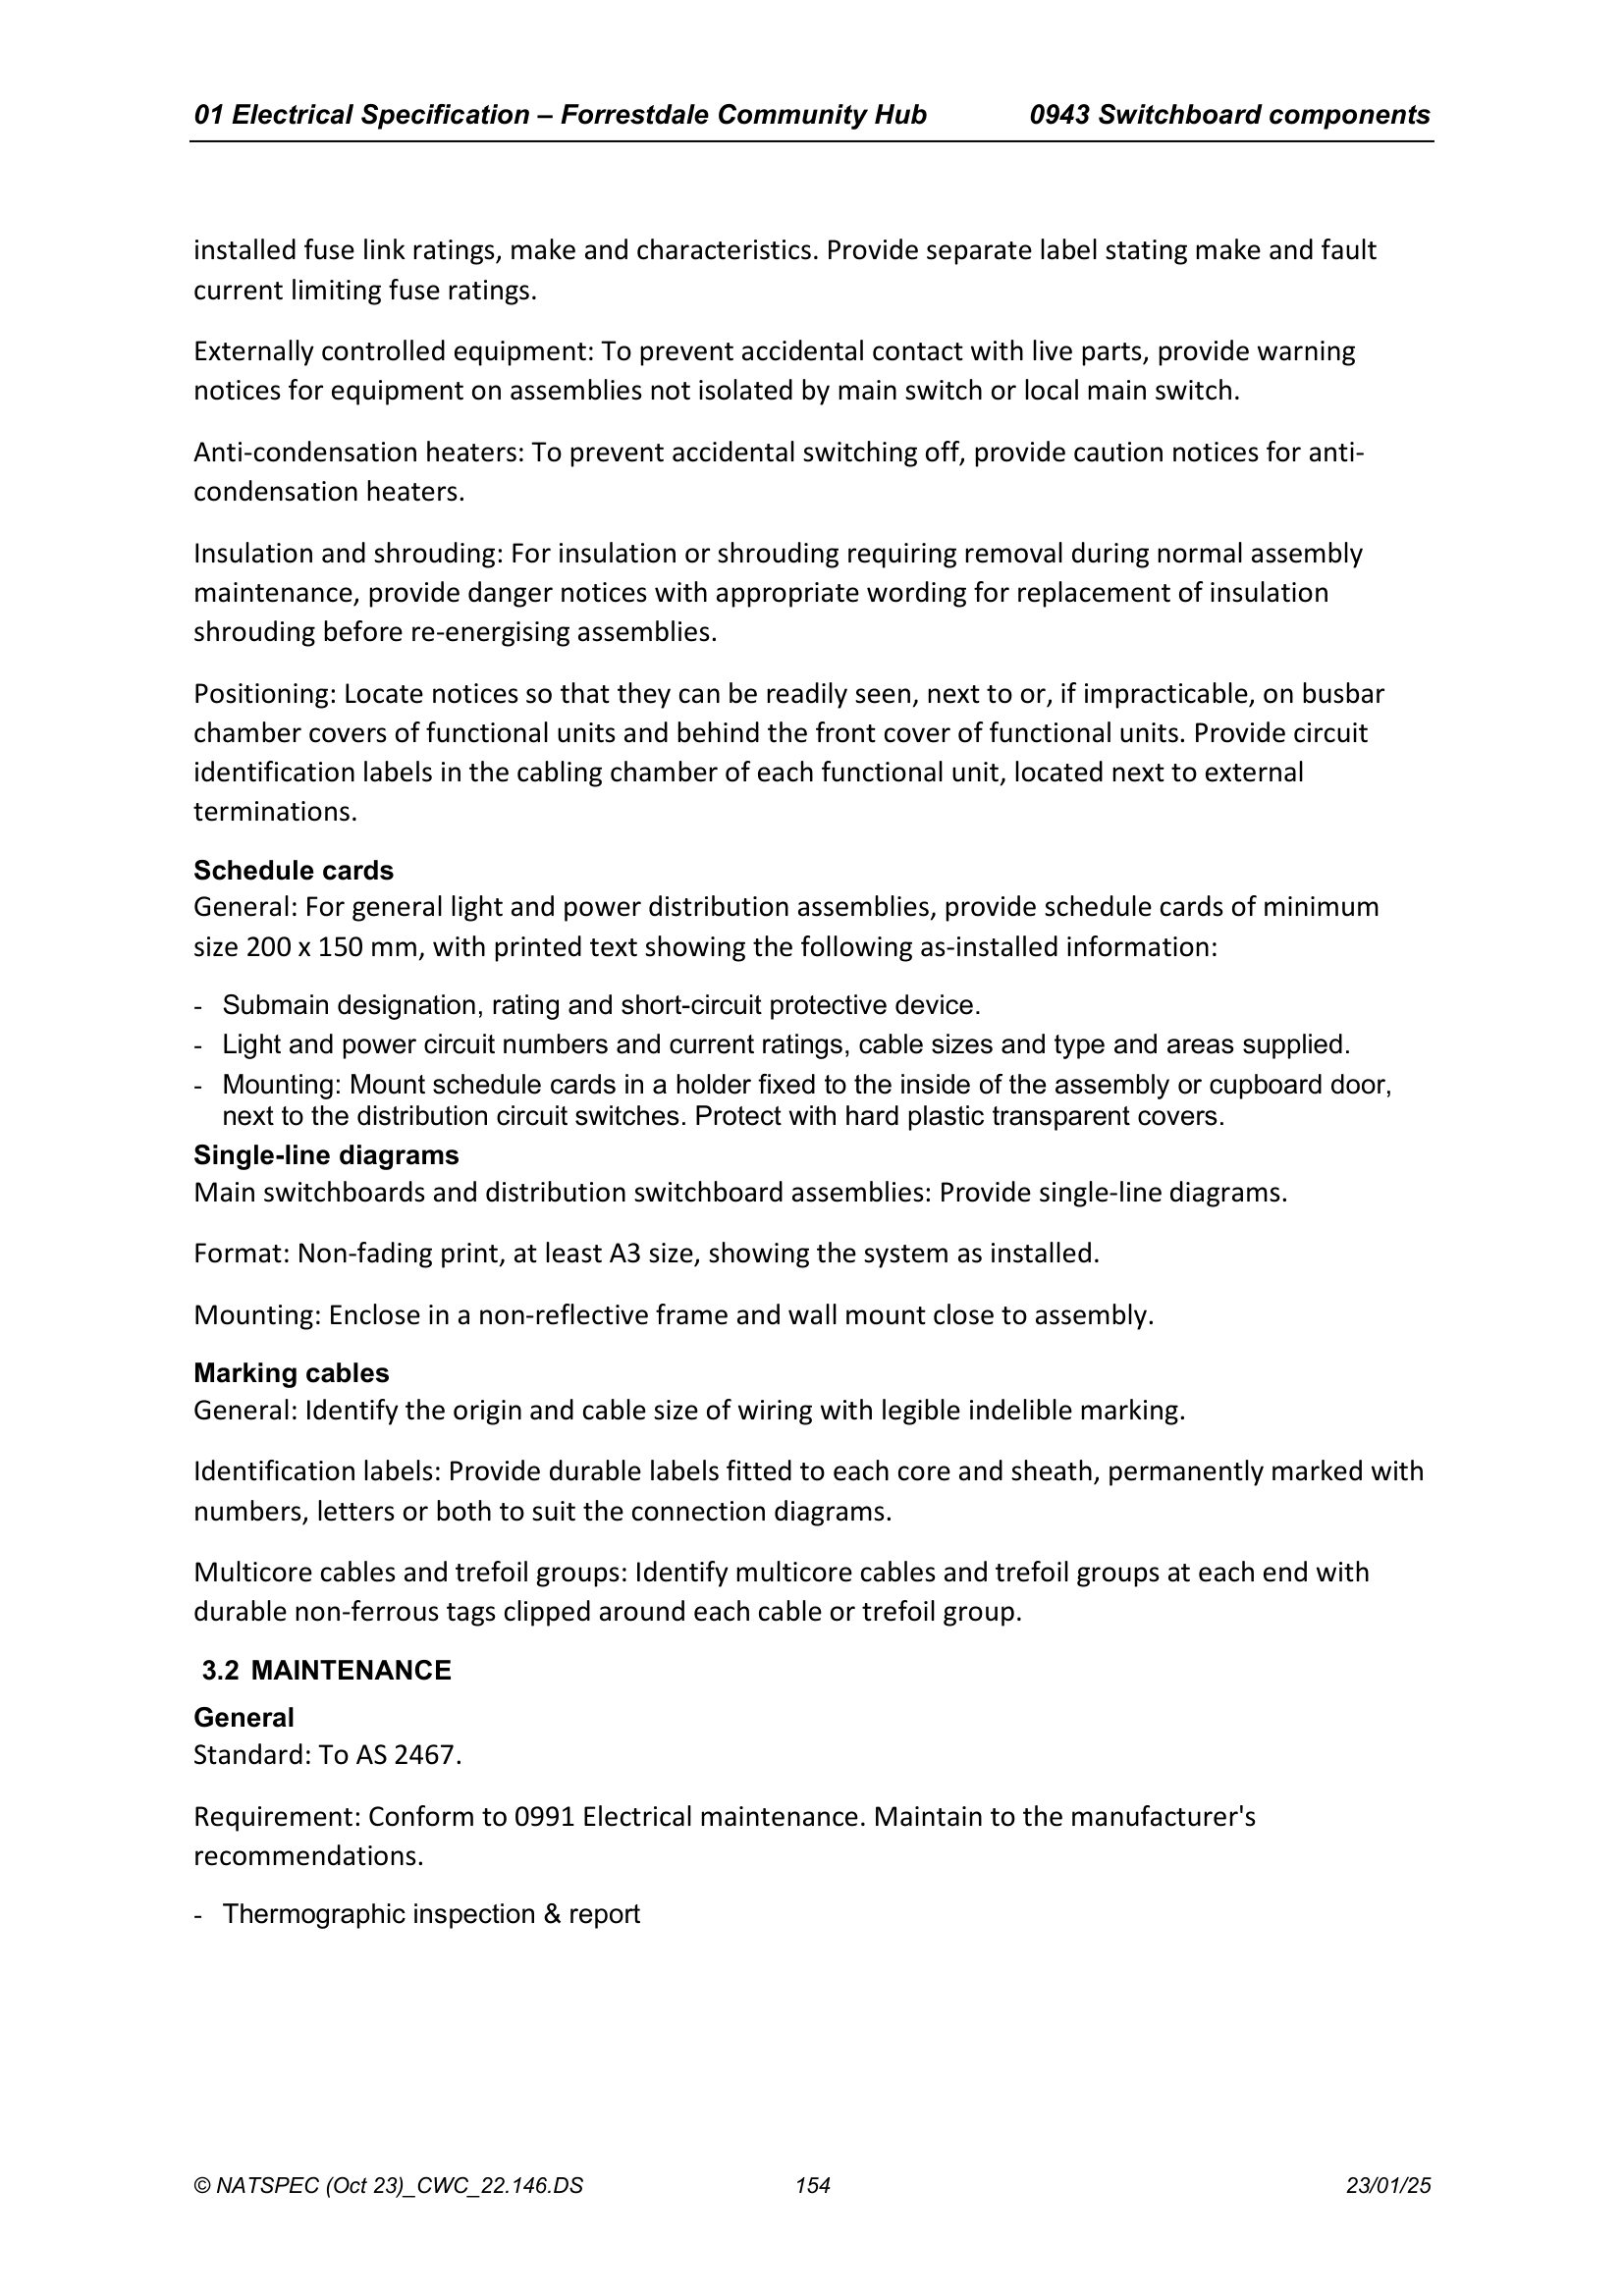 01 Electrical Specification – Forrestdale Community Hub 0943 Switchboard components
installed fuse link ratings, make and characteristics. Provide separate label stating make and fault
current limiting fuse ratings.
Externally controlled equipment: To prevent accidental contact with live parts, provide warning
notices for equipment on assemblies not isolated by main switch or local main switch.
Anti-condensation heaters: To prevent accidental switching off, provide caution notices for anti-
condensation heaters.
Insulation and shrouding: For insulation or shrouding requiring removal during normal assembly
maintenance, provide danger notices with appropriate wording for replacement of insulation
shrouding before re-energising assemblies.
Positioning: Locate notices so that they can be readily seen, next to or, if impracticable, on busbar
chamber covers of functional units and behind the front cover of functional units. Provide circuit
identification labels in the cabling chamber of each functional unit, located next to external
terminations.
Schedule cards
General: For general light and power distribution assemblies, provide schedule cards of minimum
size 200 x 150 mm, with printed text showing the following as-installed information:
- Submain designation, rating and short-circuit protective device.
- Light and power circuit numbers and current ratings, cable sizes and type and areas supplied.
- Mounting: Mount schedule cards in a holder fixed to the inside of the assembly or cupboard door,
next to the distribution circuit switches. Protect with hard plastic transparent covers.
Single-line diagrams
Main switchboards and distribution switchboard assemblies: Provide single-line diagrams.
Format: Non-fading print, at least A3 size, showing the system as installed.
Mounting: Enclose in a non-reflective frame and wall mount close to assembly.
Marking cables
General: Identify the origin and cable size of wiring with legible indelible marking.
Identification labels: Provide durable labels fitted to each core and sheath, permanently marked with
numbers, letters or both to suit the connection diagrams.
Multicore cables and trefoil groups: Identify multicore cables and trefoil groups at each end with
durable non-ferrous tags clipped around each cable or trefoil group.
3.2 MAINTENANCE
General
Standard: To AS 2467.
Requirement: Conform to 0991 Electrical maintenance. Maintain to the manufacturer's
recommendations.
- Thermographic inspection & report
© NATSPEC (Oct 23)_CWC_22.146.DS 154 23/01/25